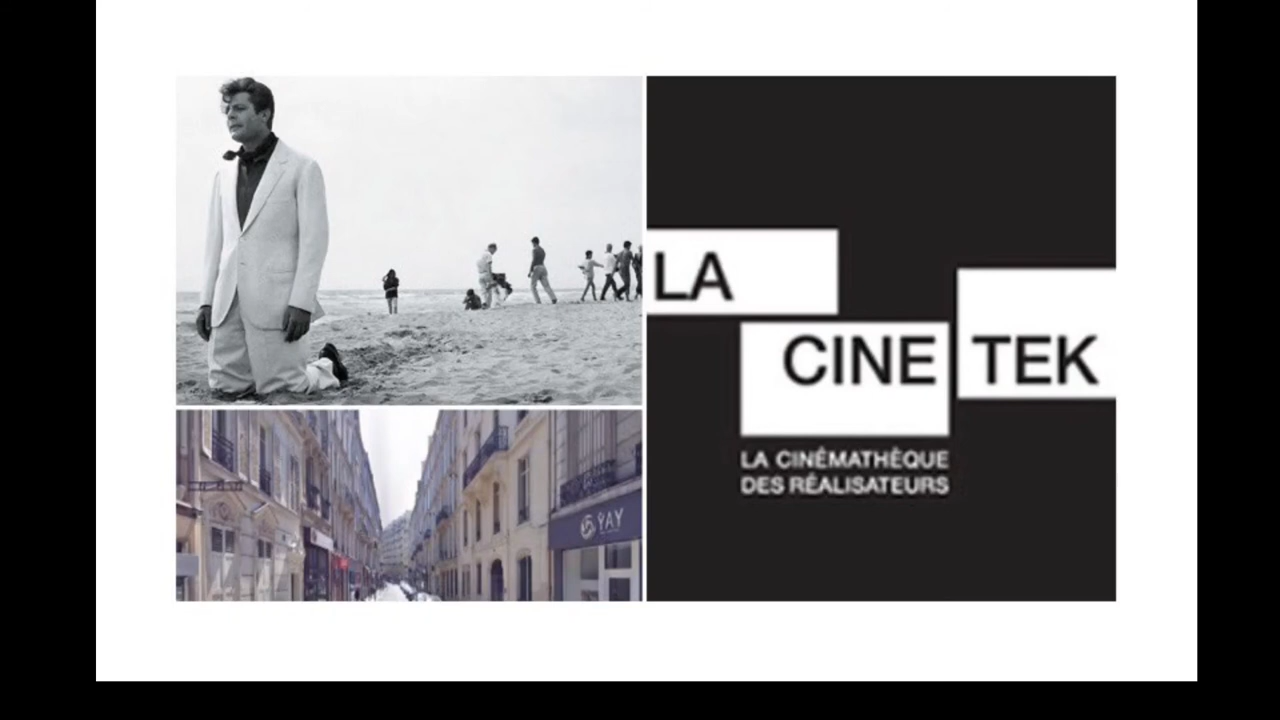 LA
CINE TEK
LA CINÉMATHÈQUE
DES RÉALISATEURS
YAY